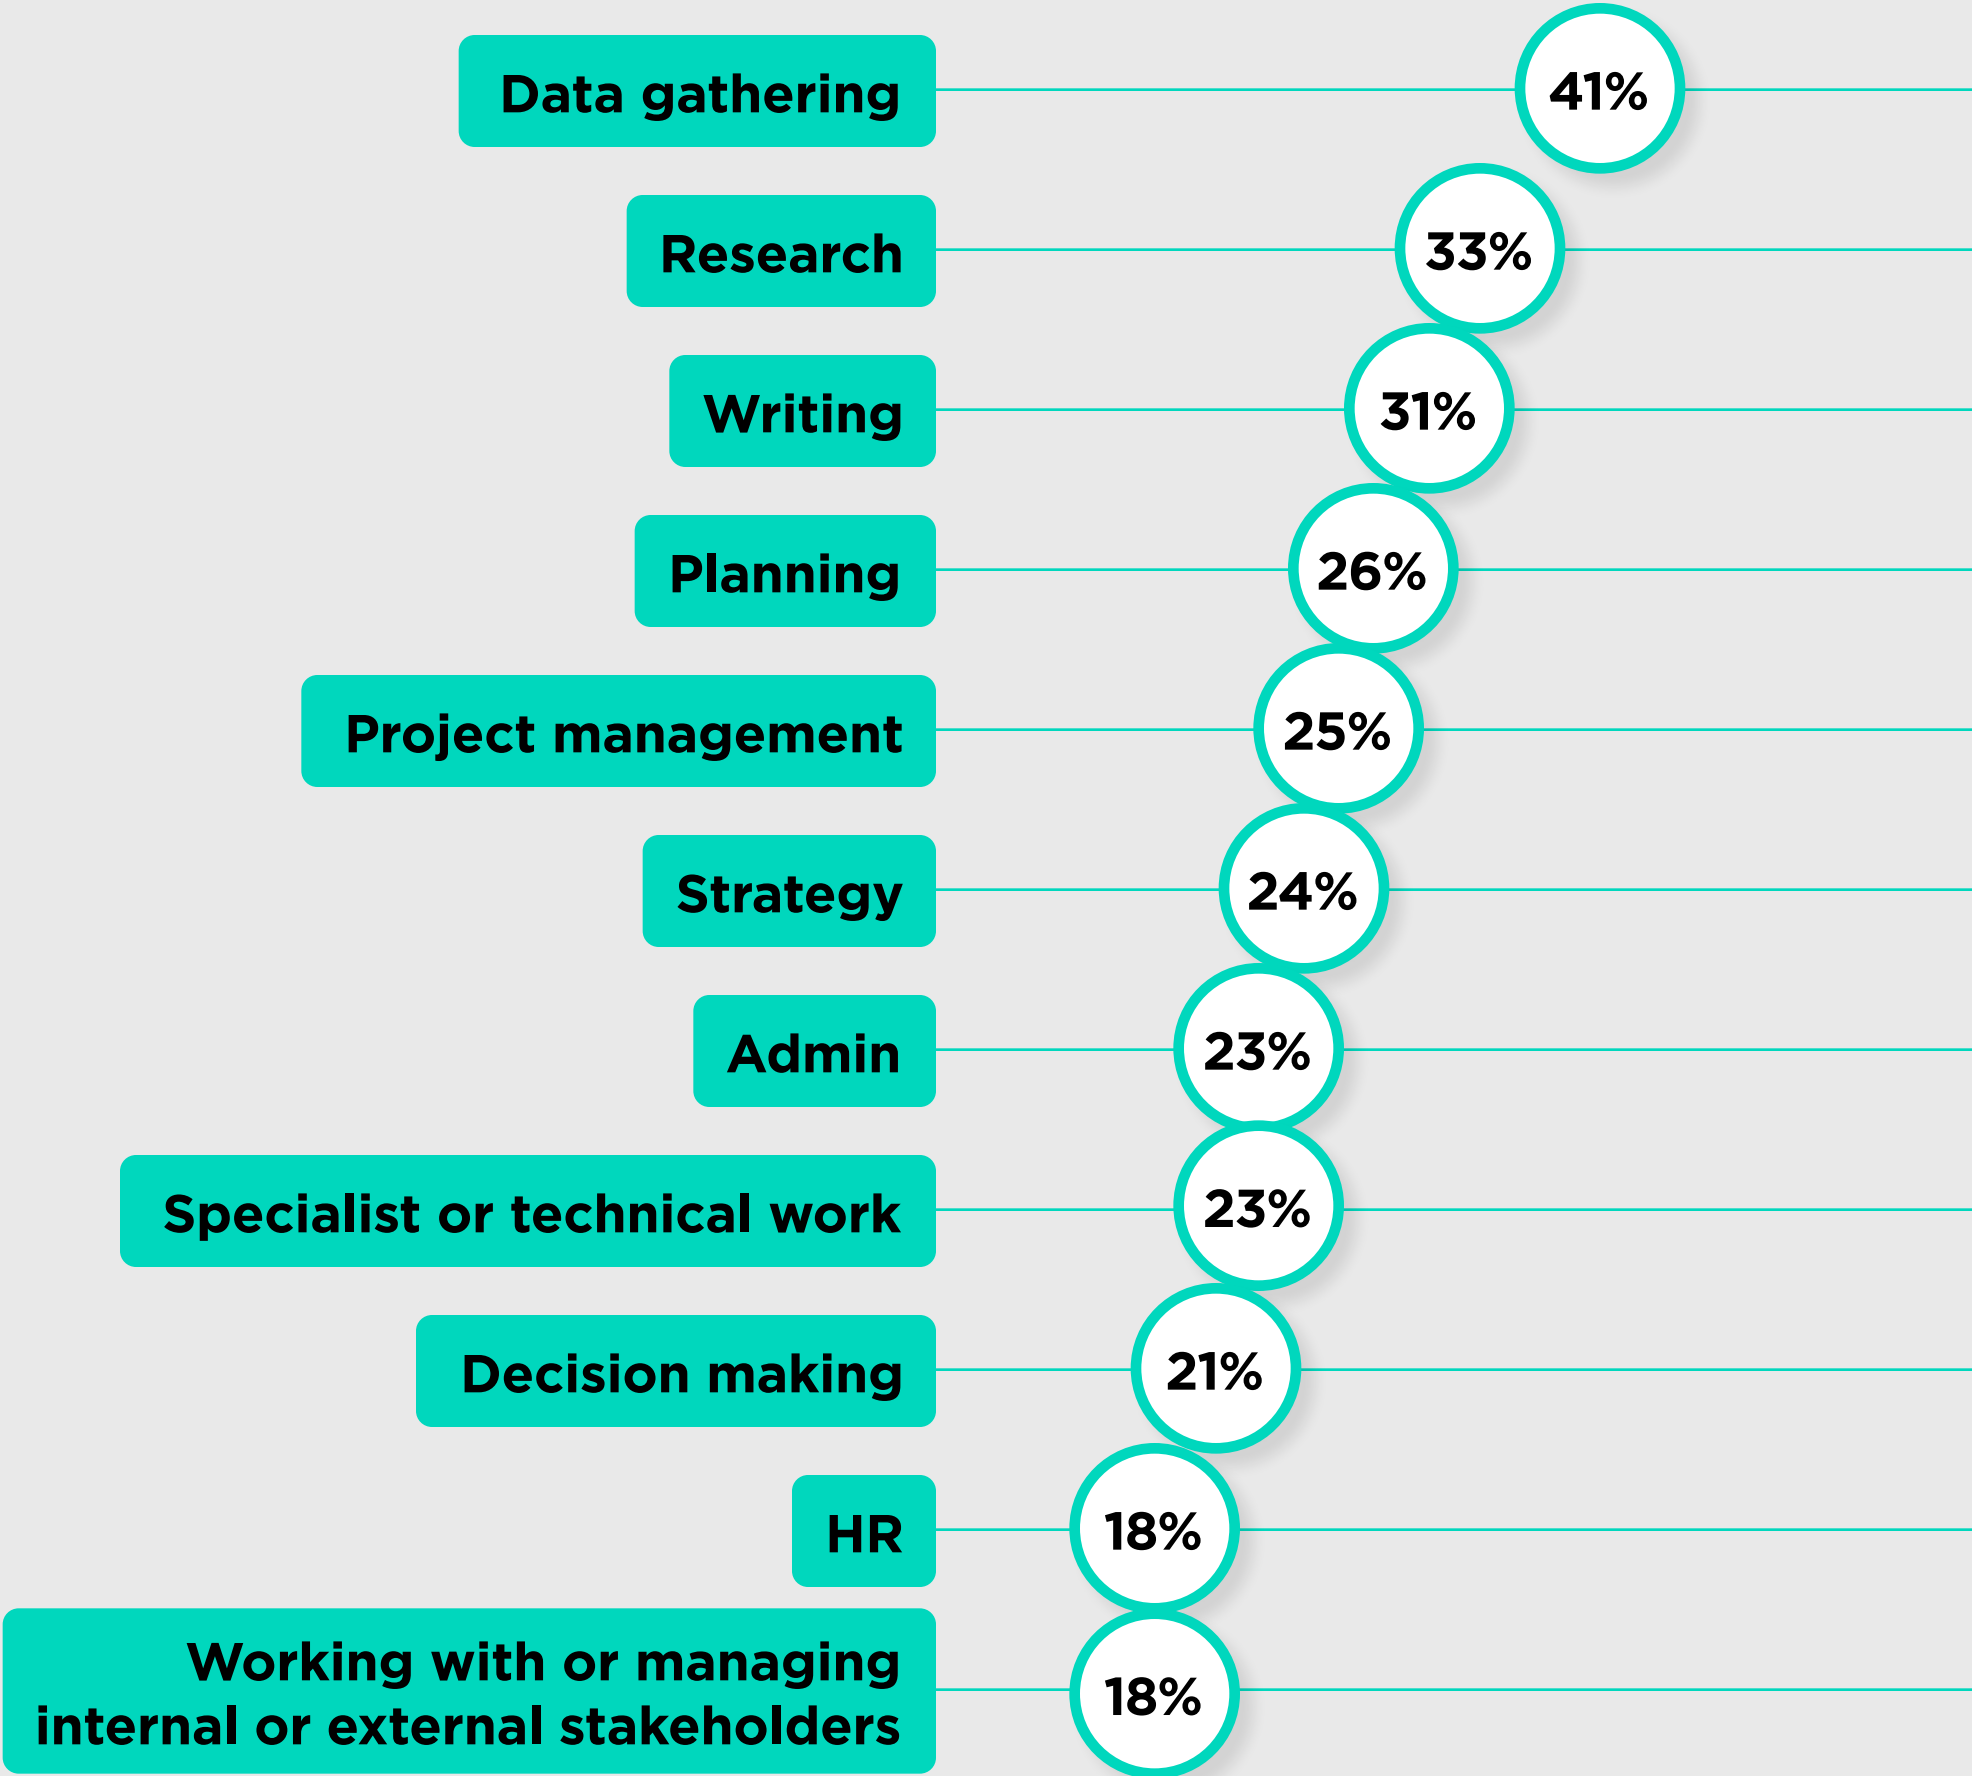 Data gathering 41%
Research 33%
Writing 31%
Planning 26%
Project management 25%
Strategy 24%
Admin 23%
Specialist or technical work 23%
Decision making 21%
HR 18%
Working with or managing
internal or external stakeholders
18%